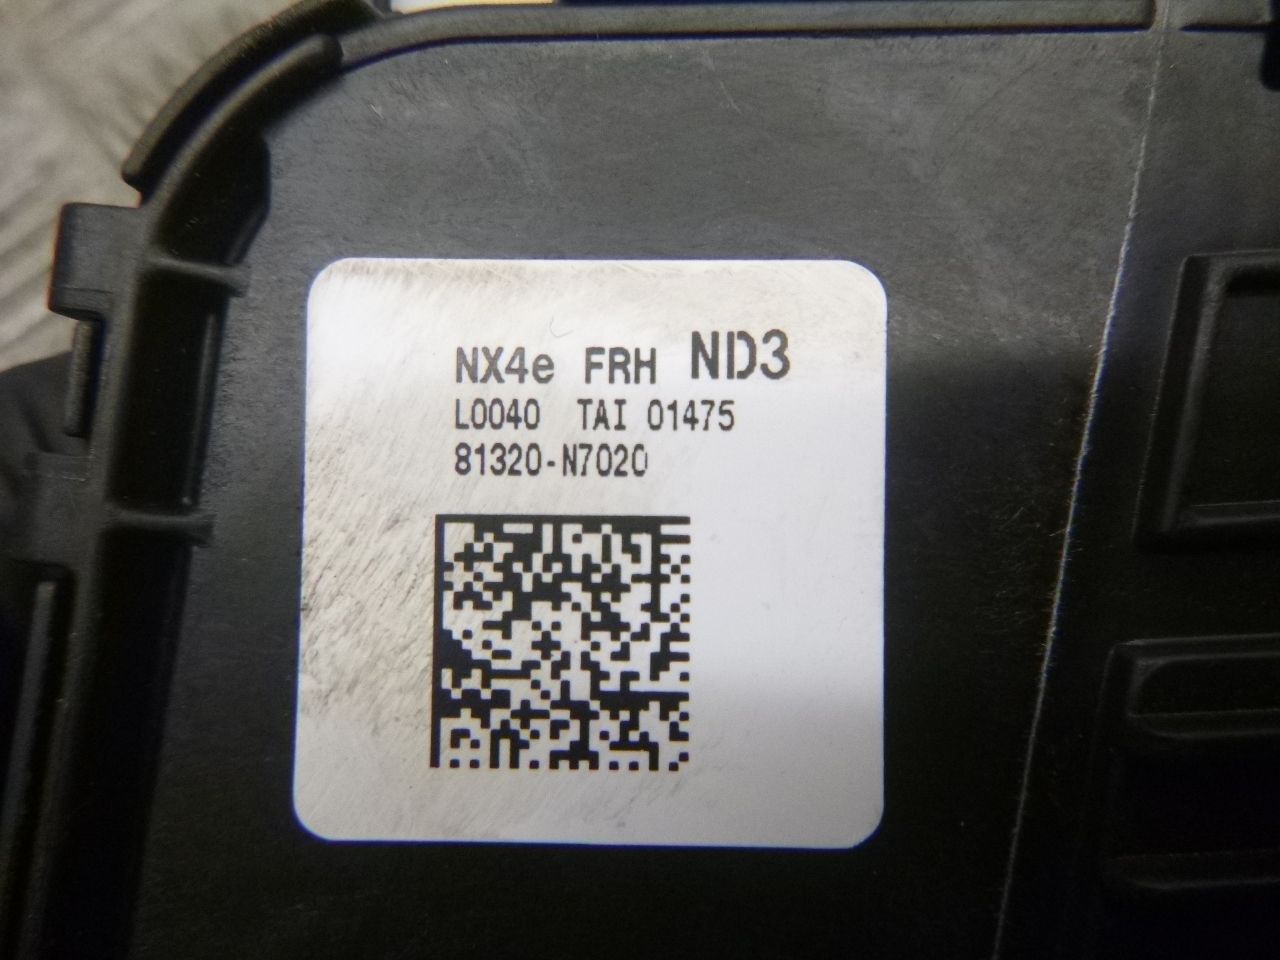 NX4e FRH ND3
L0040 TAI 01475
81320-N7020